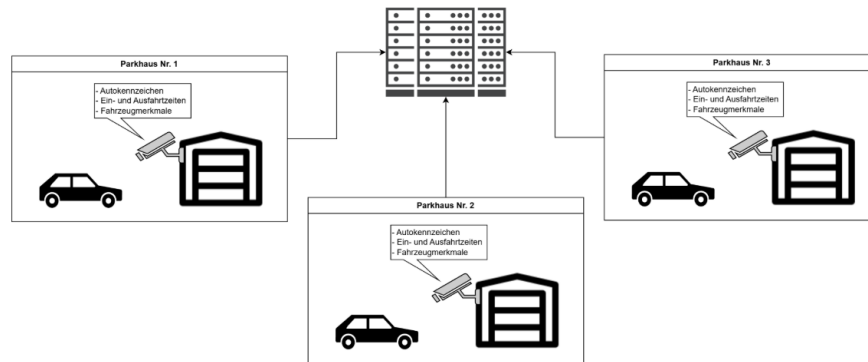 Parkhaus Nr. 1
- Autokennzeichen
- Ein- und Ausfahrtzeiten
- Fahrzeugmerkmale
Parkhaus Nr. 3
- Autokennzeichen
- Ein- und Ausfahrtzeiten
- Fahrzeugmerkmale
Parkhaus Nr. 2
- Autokennzeichen
- Ein- und Ausfahrtzeiten
- Fahrzeugmerkmale